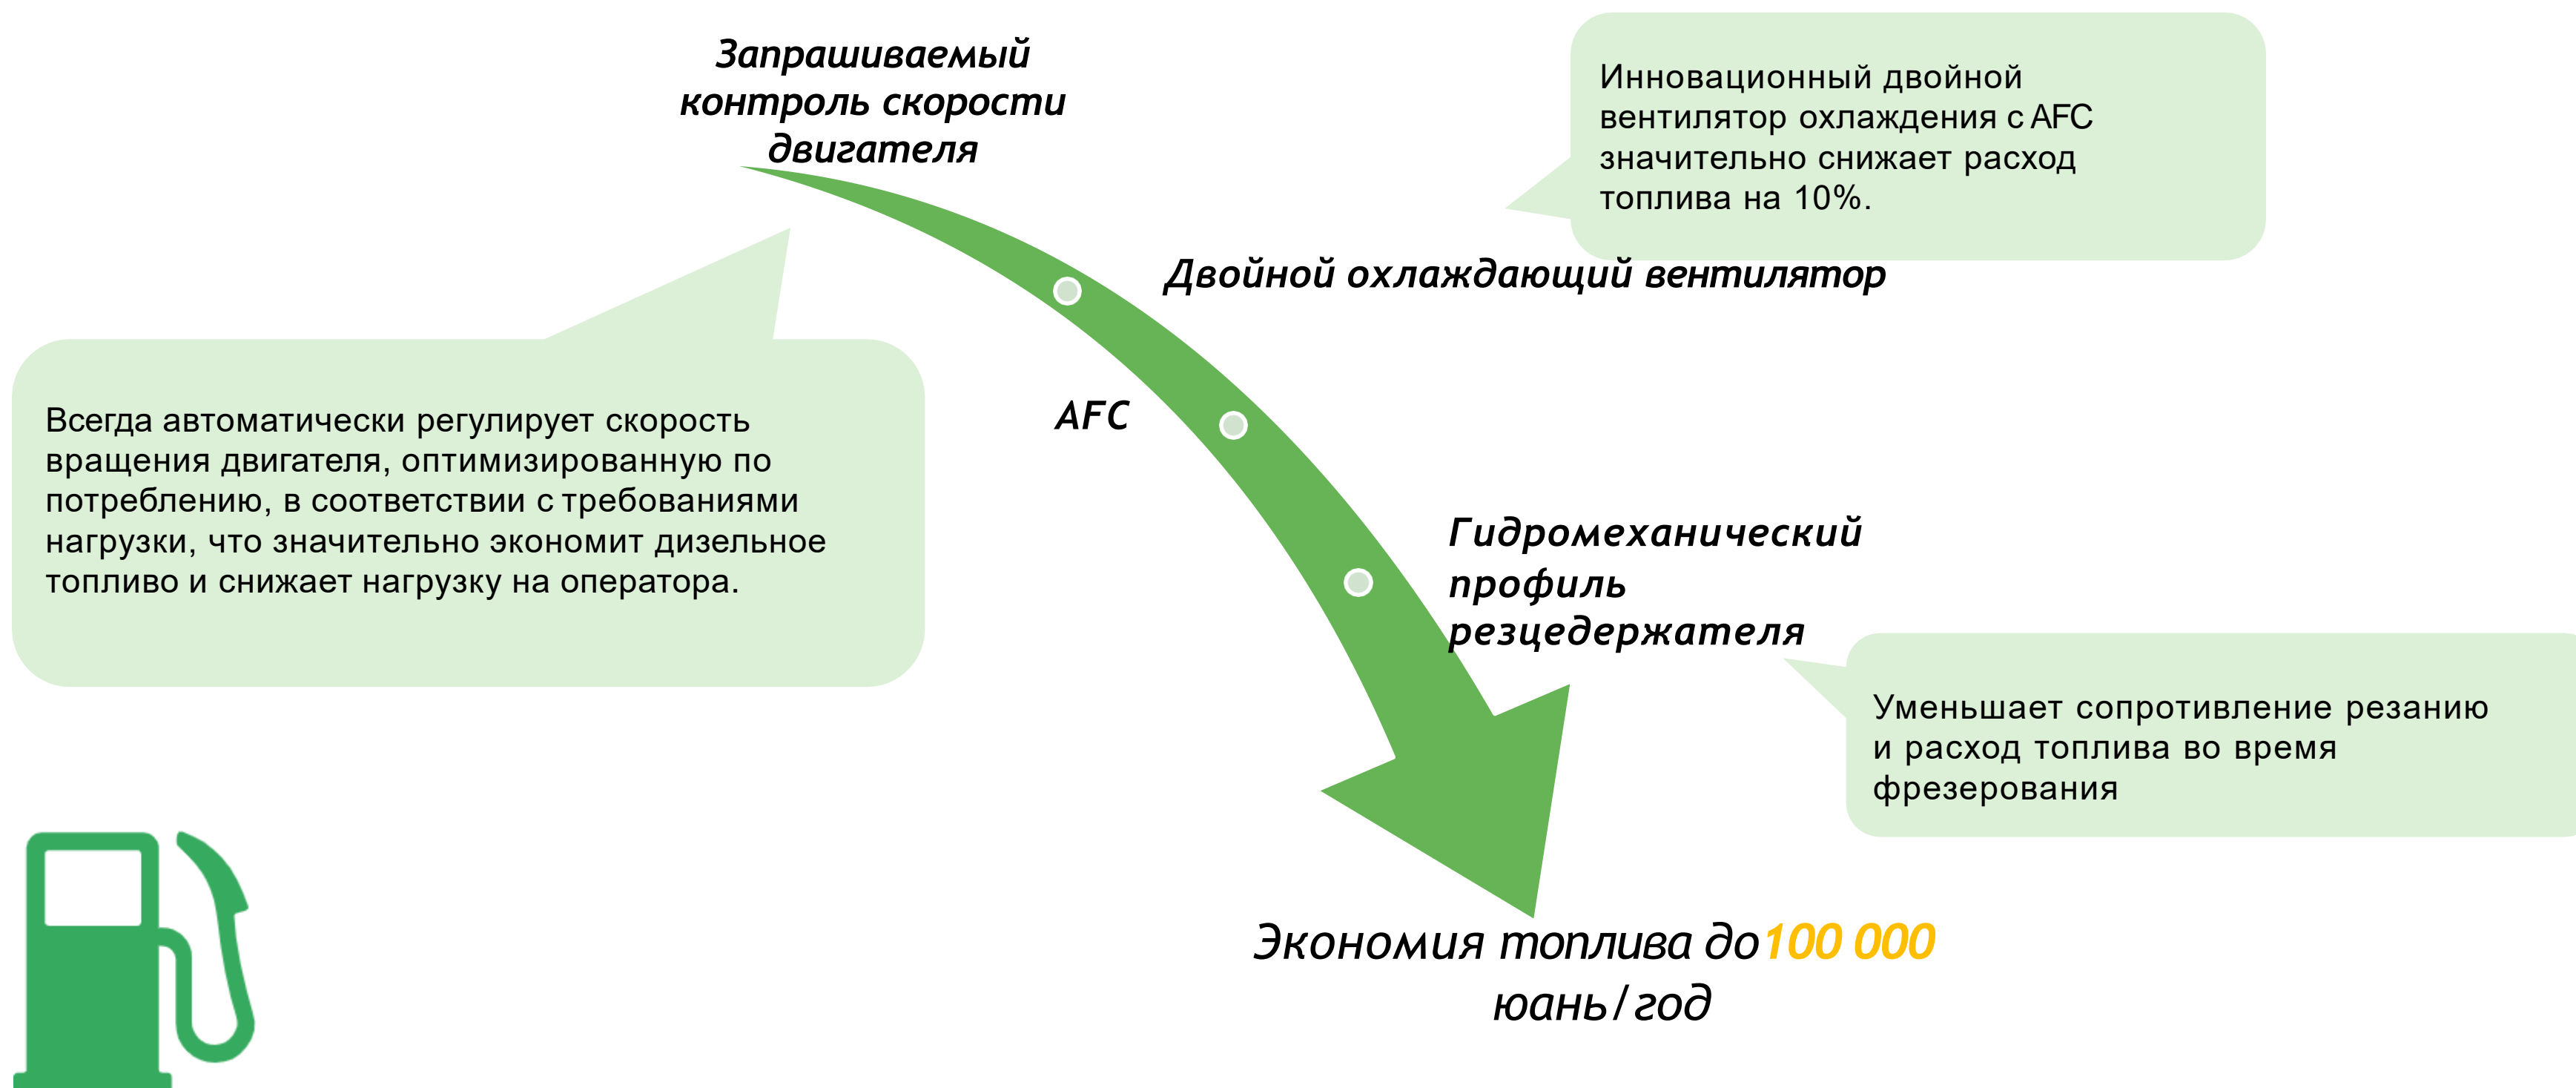 Запрашиваемый
контроль скорости
двигателя
Инновационный двойной
вентилятор охлаждения с AFC
значительно снижает расход
топлива на 10%.
Двойной охлаждающий вентилятор
Всегда автоматически регулирует скорость
вращения двигателя, оптимизированную по
потреблению, в соответствии с требованиями
нагрузки, что значительно экономит дизельное
топливо и снижает нагрузку на оператора.
AFC
Гидромеханический
профиль
резцедержателя
Уменьшает сопротивление резанию
и расход топлива во время
фрезерования
Экономия топлива до 100 000
юань/год